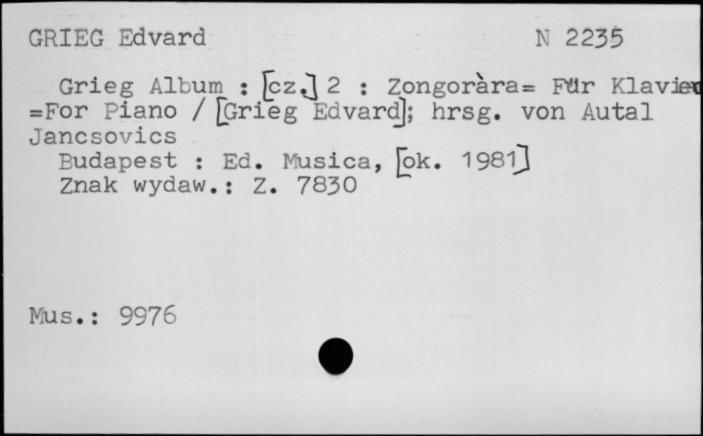 GRIEG Edvard N 2235
Grieg Album : [cz.] 2 : Zongoràra= Für Klavier
=For Piano / [Grieg Edvard]; hrsg. von Autal
Jancsovics
Budapest : Ed. Musica, [ok. 1981]
Znak wydaw.: Z. 7830
Mus.: 9976